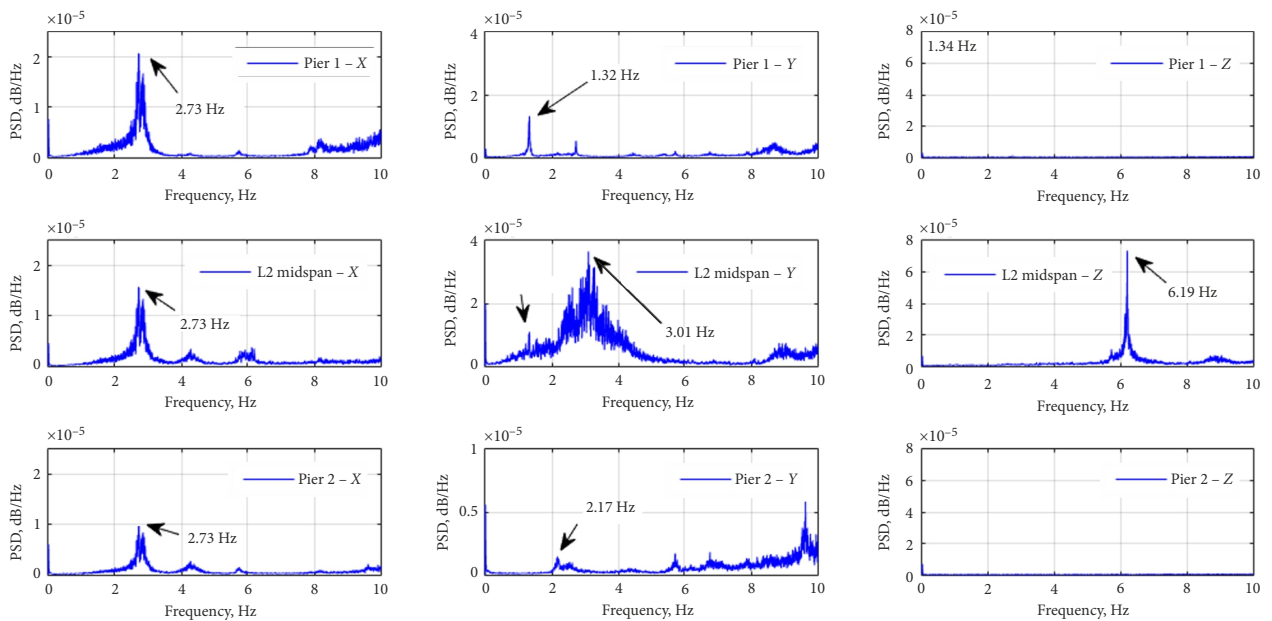 ×10⁻⁵
2
1
0
PSD, dB/Hz
Pier 1 – X
2.73 Hz
0 2 4 6 8 10
Frequency, Hz
×10⁻⁵
4
2
0
PSD, dB/Hz
Pier 1 – Y
1.32 Hz
0 2 4 6 8 10
Frequency, Hz
×10⁻⁵
8
6
4
2
0
PSD, dB/Hz
1.34 Hz
Pier 1 – Z
0 2 4 6 8 10
Frequency, Hz
×10⁻⁵
2
1
0
PSD, dB/Hz
L2 midspan – X
2.73 Hz
0 2 4 6 8 10
Frequency, Hz
×10⁻⁵
4
2
0
PSD, dB/Hz
L2 midspan – Y
3.01 Hz
0 2 4 6 8 10
Frequency, Hz
×10⁻⁵
8
6
4
2
0
PSD, dB/Hz
L2 midspan – Z
6.19 Hz
0 2 4 6 8 10
Frequency, Hz
×10⁻⁵
2
1
0
PSD, dB/Hz
Pier 2 – X
2.73 Hz
0 2 4 6 8 10
Frequency, Hz
×10⁻⁵
1
0.5
0
PSD, dB/Hz
Pier 2 – Y
2.17 Hz
0 2 4 6 8 10
Frequency, Hz
×10⁻⁵
8
6
4
2
0
PSD, dB/Hz
Pier 2 – Z
0 2 4 6 8 10
Frequency, Hz